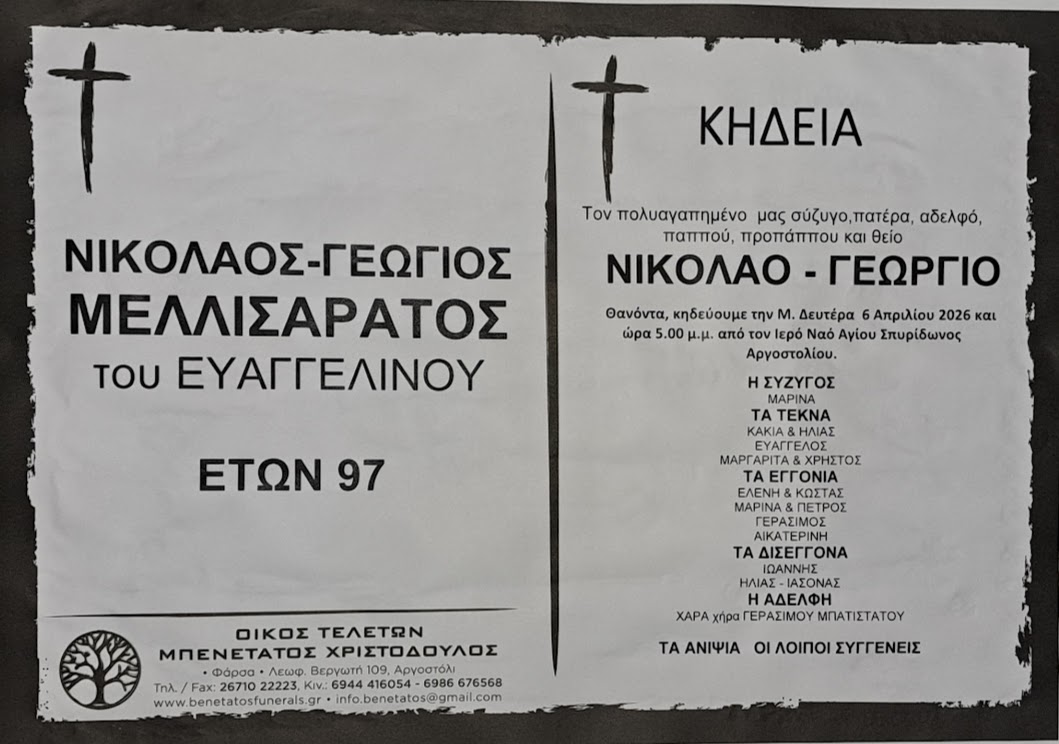 ΝΙΚΟΛΑΟΣ-ΓΕΩΓΙΟΣ
ΜΕΛΛΙΣΑΡΑΤΟΣ
του ΕΥΑΓΓΕΛΙΝΟΥ
ΕΤΩΝ 97
ΟΙΚΟΣ ΤΕΛΕΤΩΝ
ΜΠΕΝΕΤΑΤΟΣ ΧΡΙΣΤΟΔΟΥΛΟΣ
• Φάρσα • Λεωφ. Βεργωτή 109, Αργοστόλι
Τηλ. / Fax: 26710 22223, Κιν.: 6944 416054 - 6986 676568
www.benetatosfunerals.gr • info.benetatos@gmail.com
ΚΗΔΕΙΑ
Τον πολυαγαπημένο μας σύζυγο,πατέρα, αδελφό,
παππού, προπάππου και θείο
ΝΙΚΟΛΑΟ - ΓΕΩΡΓΙΟ
Θανόντα, κηδεύουμε την Μ. Δευτέρα 6 Απριλίου 2026 και
ώρα 5.00 μ.μ. από τον Ιερό Ναό Αγίου Σπυρίδωνος
Αργοστολίου.
Η ΣΥΖΥΓΟΣ
ΜΑΡΙΝΑ
ΤΑ ΤΕΚΝΑ
ΚΑΚΙΑ & ΗΛΙΑΣ
ΕΥΑΓΓΕΛΟΣ
ΜΑΡΓΑΡΙΤΑ & ΧΡΗΣΤΟΣ
ΤΑ ΕΓΓΟΝΙΑ
ΕΛΕΝΗ & ΚΩΣΤΑΣ
ΜΑΡΙΝΑ & ΠΕΤΡΟΣ
ΓΕΡΑΣΙΜΟΣ
ΑΙΚΑΤΕΡΙΝΗ
ΤΑ ΔΙΣΕΓΓΟΝΑ
ΙΩΑΝΝΗΣ
ΗΛΙΑΣ - ΙΑΣΟΝΑΣ
Η ΑΔΕΛΦΗ
ΧΑΡΑ χήρα ΓΕΡΑΣΙΜΟΥ ΜΠΑΤΙΣΤΑΤΟΥ
ΤΑ ΑΝΙΨΙΑ ΟΙ ΛΟΙΠΟΙ ΣΥΓΓΕΝΕΙΣ